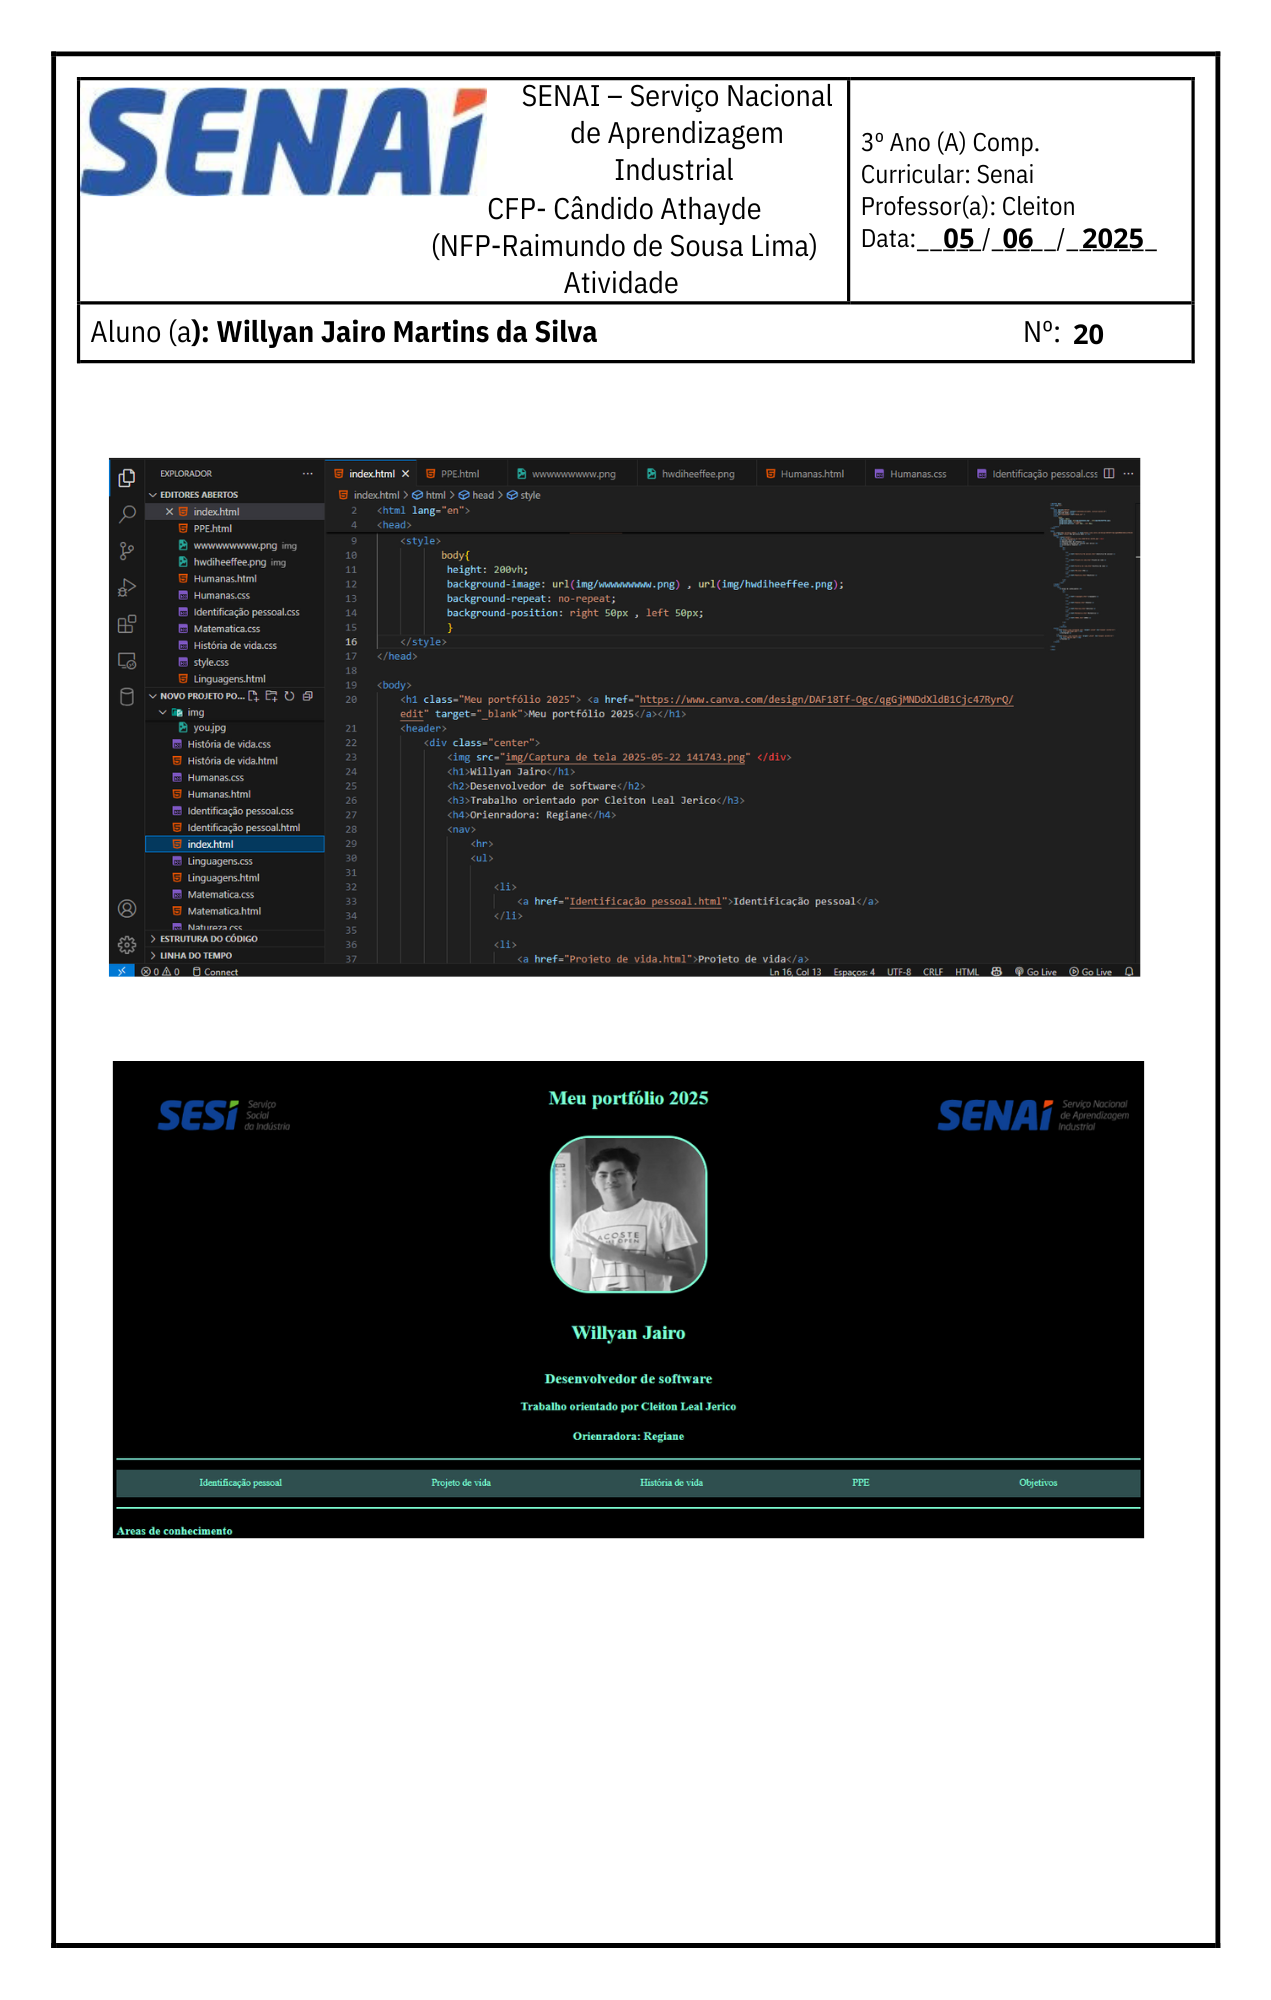 SENAI
SENAI – Serviço Nacional
de Aprendizagem
Industrial
CFP- Cândido Athayde
(NFP-Raimundo de Sousa Lima)
Atividade
3º Ano (A) Comp.
Curricular: Senai
Professor(a): Cleiton
Data:__05_/_06__/_2025_
Aluno (a): Willyan Jairo Martins da Silva Nº: 20
EXPLORADOR ···
EDITORES ABERTOS
index.html
PPE.html
wwwwwwwww.png img
hwdiheeffee.png img
Humanas.html
Humanas.css
Identificação pessoal.css
Matematica.css
História de vida.css
style.css
Linguagens.html
NOVO PROJETO PO...
img
you.jpg
História de vida.css
História de vida.html
Humanas.css
Humanas.html
Identificação pessoal.css
Identificação pessoal.html
index.html
Linguagens.css
Linguagens.html
Matematica.css
Matematica.html
Natureza.css
ESTRUTURA DO CÓDIGO
LINHA DO TEMPO
index.html PPE.html wwwwwwwww.png hwdiheeffee.png Humanas.html Humanas.css Identificação pessoal.css ···
index.html > html > head > style
2 <html lang="en">
4 <head>
9 <style>
10 body{
11 height: 200vh;
12 background-image: url(img/wwwwwwwww.png) , url(img/hwdiheeffee.png);
13 background-repeat: no-repeat;
14 background-position: right 50px , left 50px;
15 }
16 </style>
17 </head>
18
19 <body>
20 <h1 class="Meu portfólio 2025"> <a href="https://www.canva.com/design/DAF18Tf-Ogc/qgGjMNDdXldB1Cjc47RyrQ/
edit" target="_blank">Meu portfólio 2025</a></h1>
21 <header>
22 <div class="center">
23 <img src="img/Captura de tela 2025-05-22 141743.png" </div>
24 <h1>Willyan Jairo</h1>
25 <h2>Desenvolvedor de software</h2>
26 <h3>Trabalho orientado por Cleiton Leal Jerico</h3>
27 <h4>Orienradora: Regiane</h4>
28 <nav>
29 <hr>
30 <ul>
31
32 <li>
33 <a href="Identificação pessoal.html">Identificação pessoal</a>
34 </li>
35
36 <li>
37 <a href="Projeto de vida.html">Projeto de vida</a>
0 0 Connect Ln 16, Col 13 Espaços: 4 UTF-8 CRLF HTML Go Live Go Live
SESI Serviço
Social
da Indústria
Meu portfólio 2025
SENAI Serviço Nacional
de Aprendizagem
Industrial
Willyan Jairo
Desenvolvedor de software
Trabalho orientado por Cleiton Leal Jerico
Orienradora: Regiane
Identificação pessoal Projeto de vida História de vida PPE Objetivos
Areas de conhecimento